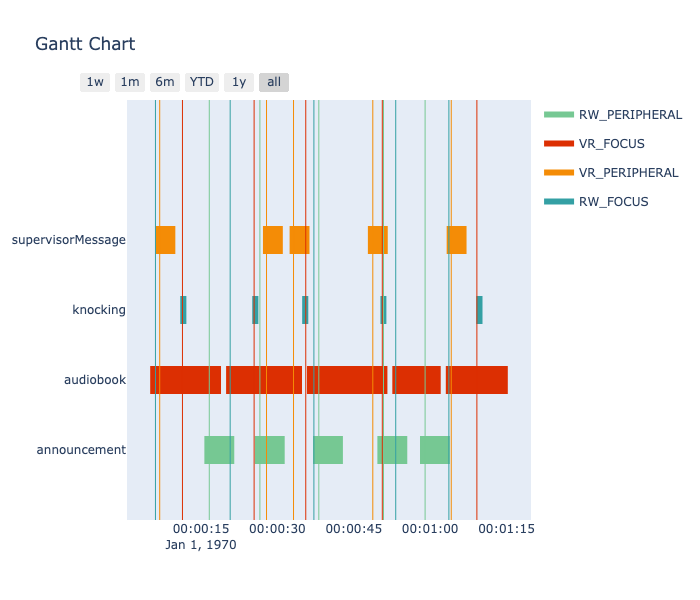 Gantt Chart
1w 1m 6m YTD 1y all
RW_PERIPHERAL
VR_FOCUS
VR_PERIPHERAL
RW_FOCUS
supervisorMessage
knocking
audiobook
announcement
00:00:15 00:00:30 00:00:45 00:01:00 00:01:15
Jan 1, 1970